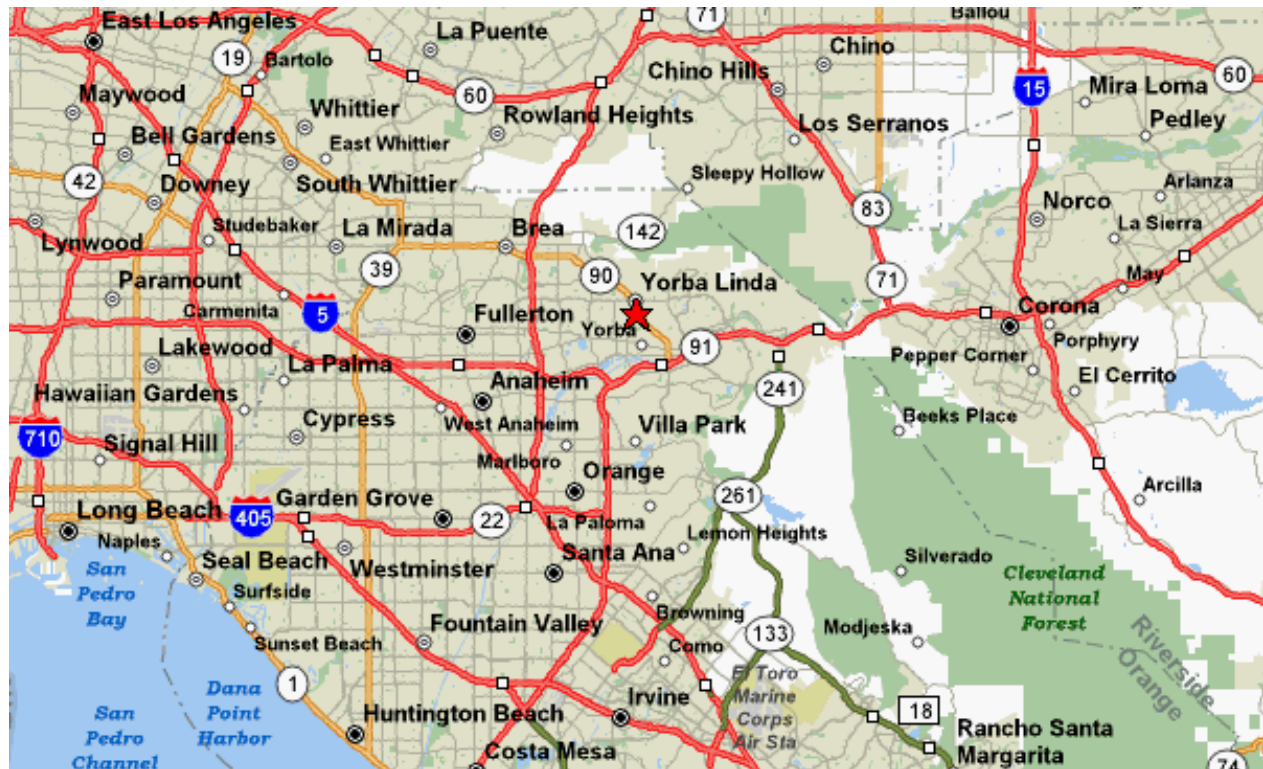 East Los Angeles
71
Ballou
La Puente
19
Bartolo
Chino
60
60
Chino Hills
15
Mira Loma
Maywood
Whittier
Rowland Heights
Los Serranos
Pedley
Bell Gardens
East Whittier
42
Downey
South Whittier
Sleepy Hollow
Arlanza
83
Norco
Studebaker
La Mirada
Brea
142
La Sierra
Lynwood
39
90
Yorba Linda
71
May
Paramount
Carmenita
5
Fullerton
Corona
Yorba
91
Porphyry
Lakewood
La Palma
Pepper Corner
Anaheim
241
El Cerrito
Hawaiian Gardens
Cypress
West Anaheim
Villa Park
Beeks Place
710
Signal Hill
Marlboro
Orange
Arcilla
261
Garden Grove
Long Beach
405
22
La Paloma
Lemon Heights
Naples
Seal Beach
Westminster
Santa Ana
Silverado
San
Pedro
Bay
Cleveland
National
Forest
Surfside
Browning
Sunset Beach
Fountain Valley
133
Modjeska
Riverside
Orange
Como
1
Dana
Point
Harbor
El Toro
Marine
Corps
Air Sta
Irvine
18
San
Pedro
Channel
Huntington Beach
Rancho Santa
Margarita
Costa Mesa
74